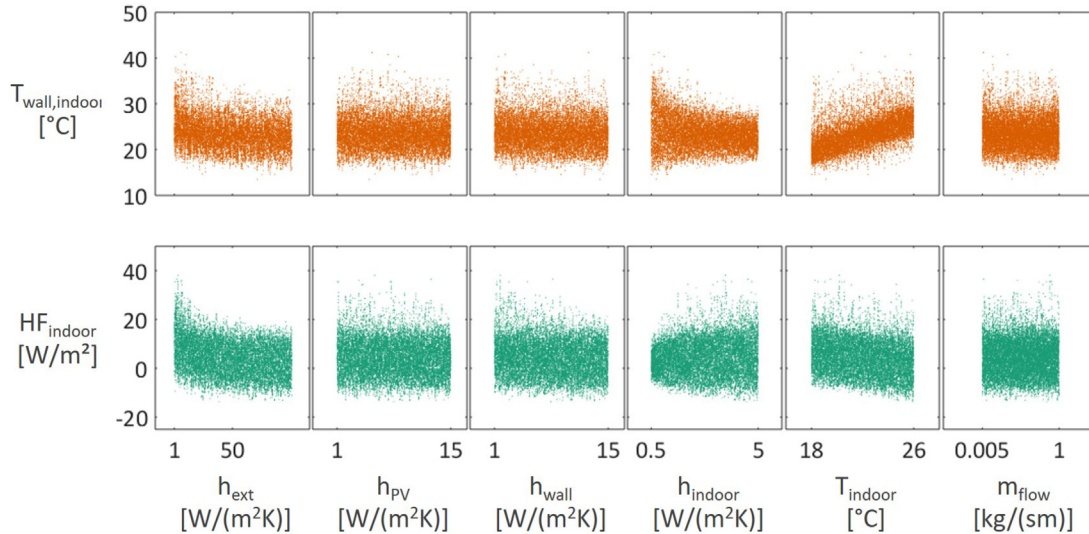 50
40
30
20
10
T_wall,indoor
[°C]
40
20
0
-20
HF_indoor
[W/m²]
1 50 1 15 1 15 0.5 5 18 26 0.005 1
h_ext h_PV h_wall h_indoor T_indoor m_flow
[W/(m²K)] [W/(m²K)] [W/(m²K)] [W/(m²K)] [°C] [kg/(sm)]